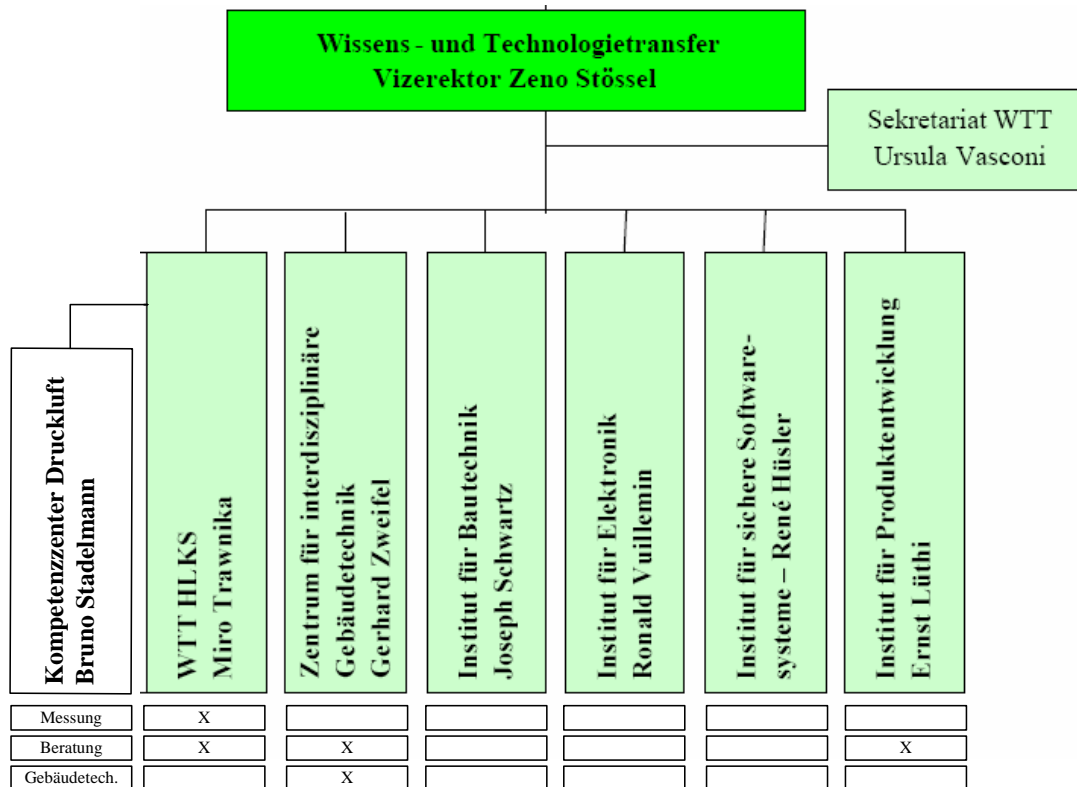 Wissens - und Technologietransfer
Vizerektor Zeno Stössel
Sekretariat WTT
Ursula Vasconi
Kompetenzzenter Druckluft
Bruno Stadelmann
WTT HLKS
Miro Trawnika
Zentrum für interdisziplinäre
Gebäudetechnik
Gerhard Zweifel
Institut für Bautechnik
Joseph Schwartz
Institut für Elektronik
Ronald Vuillemin
Institut für sichere Software-
systeme – René Hüsler
Institut für Produktentwicklung
Ernst Lüthi
Messung X
Beratung X X X
Gebäudetech. X